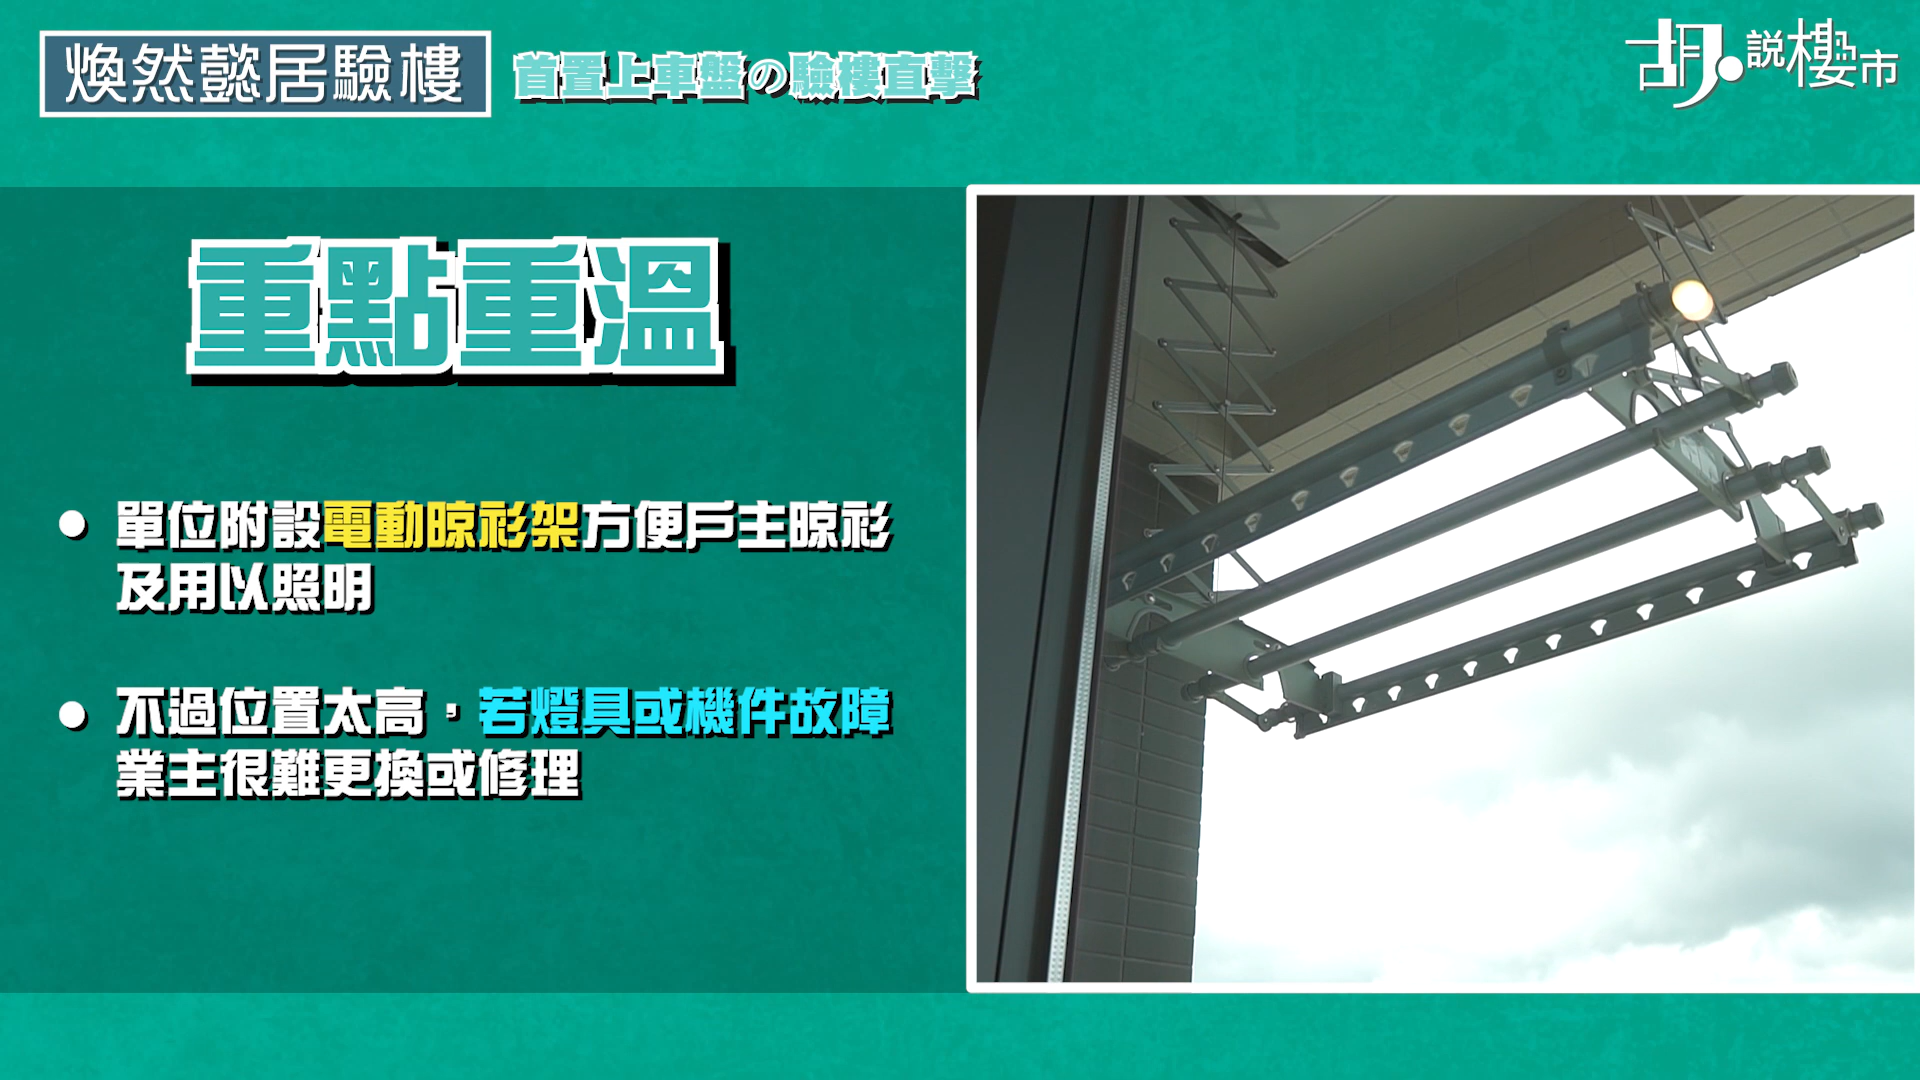 煥然懿居驗樓
首置上車盤の驗樓直擊
胡.説樓市
重點重溫
單位附設電動晾衫架方便戶主晾衫
及用以照明
不過位置太高，若燈具或機件故障
業主很難更換或修理